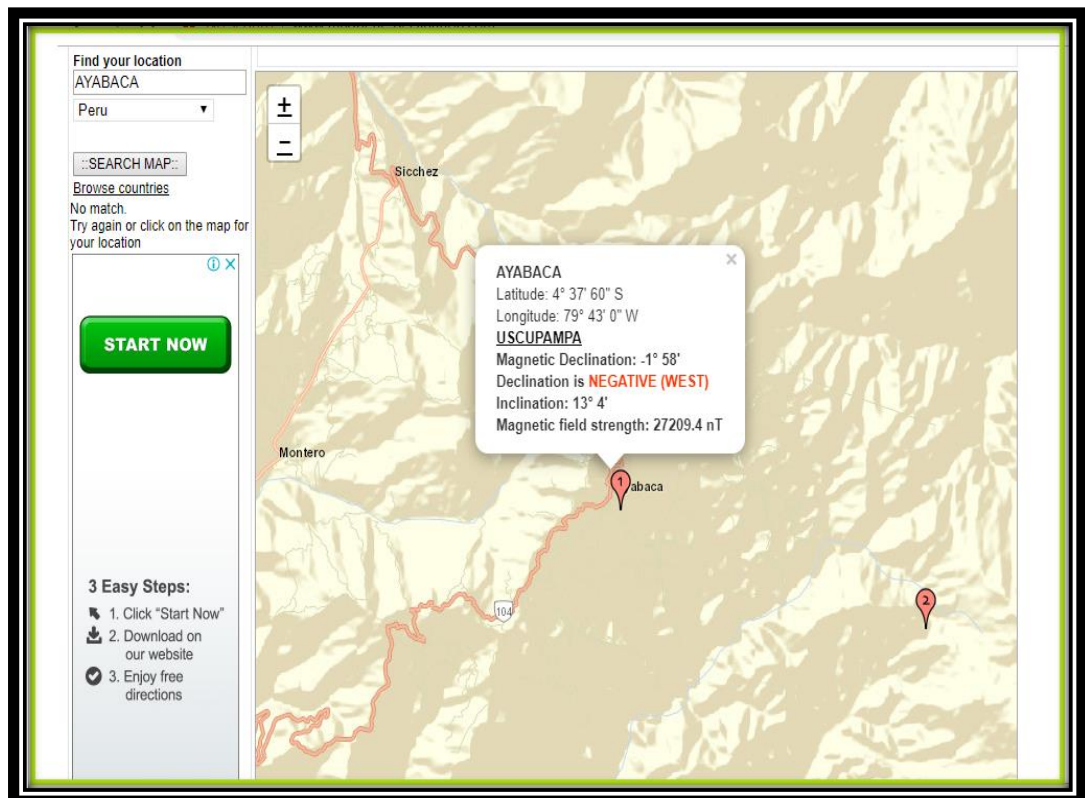 Find your location
AYABACA
Peru
::SEARCH MAP::
Browse countries
No match.
Try again or click on the map for
your location
START NOW
3 Easy Steps:
1. Click “Start Now”
2. Download on
our website
3. Enjoy free
directions
+
−
Sicchez
AYABACA
Latitude: 4° 37' 60" S
Longitude: 79° 43' 0" W
USCUPAMPA
Magnetic Declination: -1° 58'
Declination is NEGATIVE (WEST)
Inclination: 13° 4'
Magnetic field strength: 27209.4 nT
Montero
1
abaca
104
2